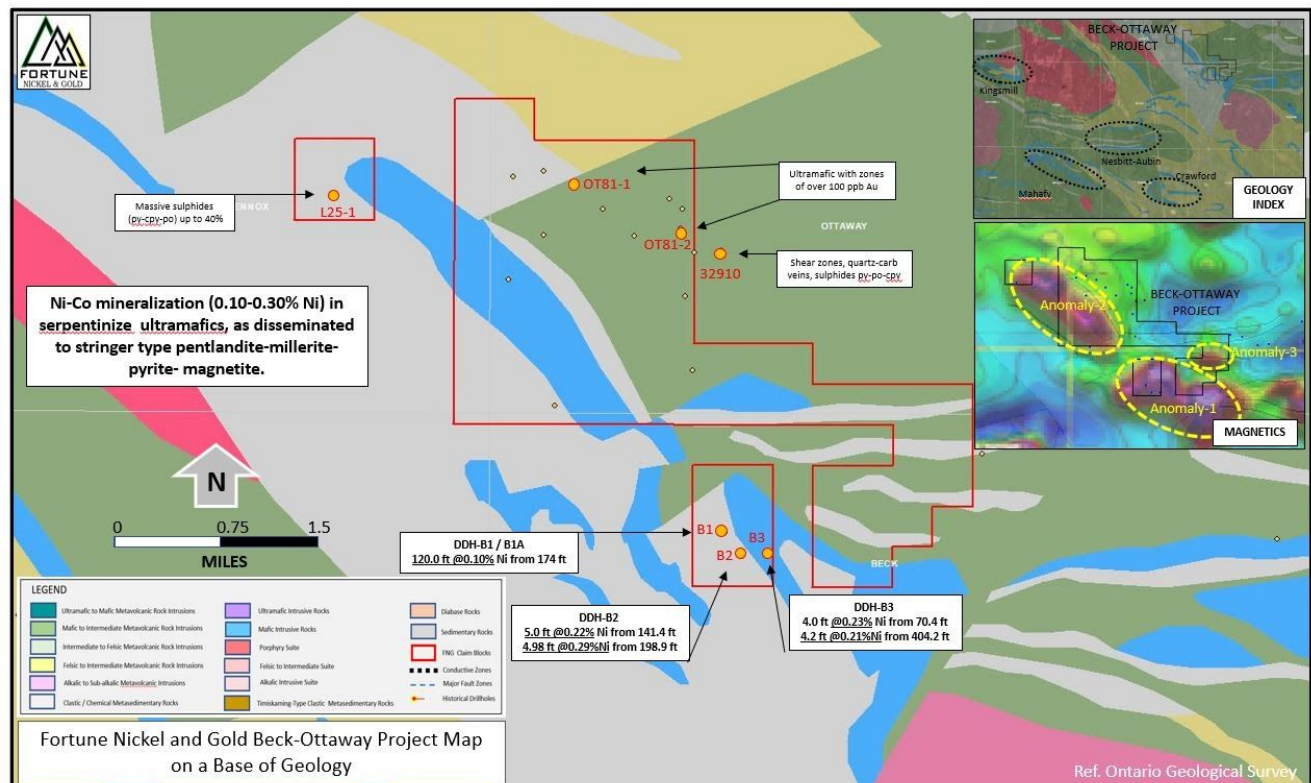 FORTUNE
NICKEL & GOLD
BECK-OTTAWAY
PROJECT
Kingsmill
Nesbitt-Aubin
Crawford
Mahafy
GEOLOGY
INDEX
OT81-1
Ultramafic with zones
of over 100 ppb Au
L25-1
Massive sulphides
(py-cpy-po) up to 40%
ENNOX
OTTAWAY
OT81-2
32910
Shear zones, quartz-carb
veins, sulphides py-po-cpy
Anomaly-2
BECK-OTTAWAY
PROJECT
Anomaly-3
Anomaly-1
MAGNETICS
Ni-Co mineralization (0.10-0.30% Ni) in
serpentinize ultramafics, as disseminated
to stringer type pentlandite-millerite-
pyrite- magnetite.
N
0 0.75 1.5
MILES
B1
B2
B3
BECK
DDH-B1 / B1A
120.0 ft @0.10% Ni from 174 ft
DDH-B2
5.0 ft @0.22% Ni from 141.4 ft
4.98 ft @0.29%Ni from 198.9 ft
DDH-B3
4.0 ft @0.23% Ni from 70.4 ft
4.2 ft @0.21%Ni from 404.2 ft
LEGEND
Ultramafic to Mafic Metavolcanic Rock Intrusions
Mafic to Intermediate Metavolcanic Rock Intrusions
Intermediate to Felsic Metavolcanic Rock Intrusions
Felsic to Intermediate Metavolcanic Rock Intrusions
Alkalic to Sub-alkalic Metavolcanic Intrusions
Clastic / Chemical Metasedimentary Rocks
Ultramafic Intrusive Rocks
Mafic Intrusive Rocks
Porphyry Suite
Felsic to Intermediate Suite
Alkalic Intrusive Suite
Timiskaming-Type Clastic Metasedimentary Rocks
Diabase Rocks
Sedimentary Rocks
FNG Claim Blocks
Conductive Zones
Major Fault Zones
Historical Drillholes
Fortune Nickel and Gold Beck-Ottaway Project Map
on a Base of Geology
Ref. Ontario Geological Survey